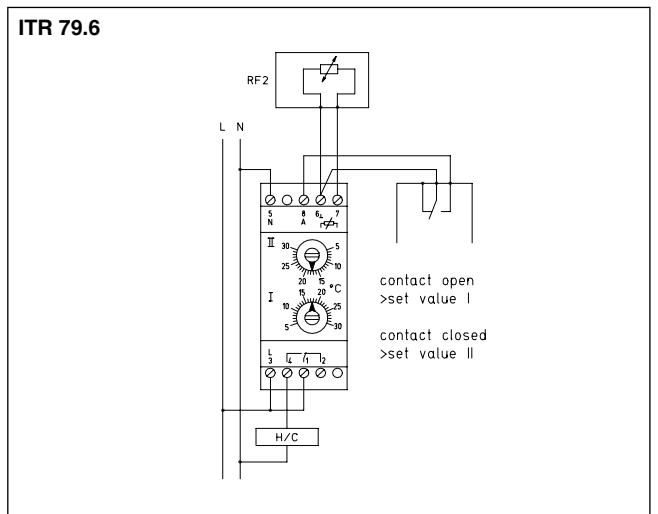 ITR 79.6
RF2
L N
5 8 6 7
N A
II
30 5
25 10
20 15
15 20 °C
I
10 25
5 30
L
3 4 1 2
H/C
contact open
>set value I
contact closed
>set value II